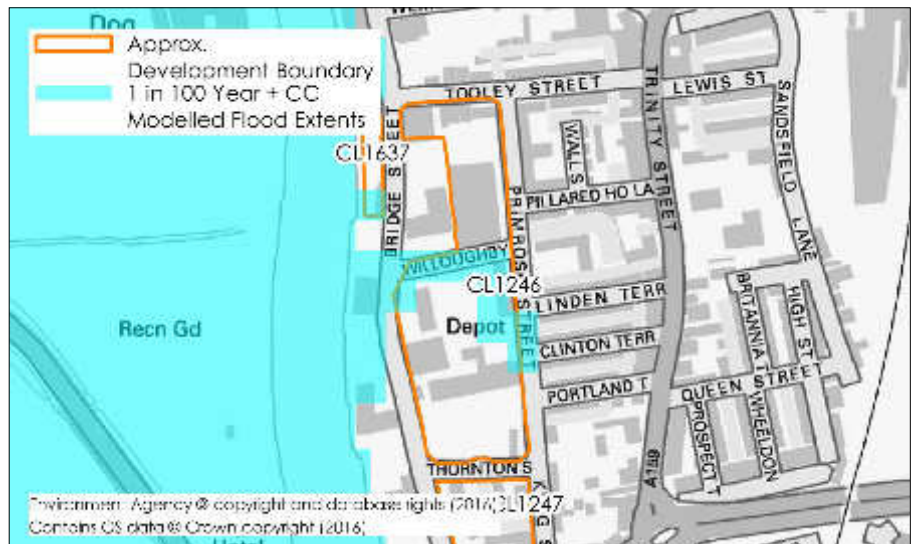 Approx.
Development Boundary
1 in 100 Year + CC
Modelled Flood Extents
TOOLEY STREET
LEWIS ST
TRINITY STREET
SANDSFIELD LANE
CL1637
BRIDGE STREET
WALLS
PILLARED HO LA
PRIMROSE STREET
WILLOUGHBY
CL1246
LINDEN TERR
Recn Gd
Depot
CLINTON TERR
BRITANNIA T
HIGH ST
PORTLAND T
QUEEN STREET
PROSPECT T
WHEELDON
THORNTON S
A159
CL1247
Environment Agency © copyright and database rights (2016)
Contains OS data © Crown copyright (2016)
Hotel